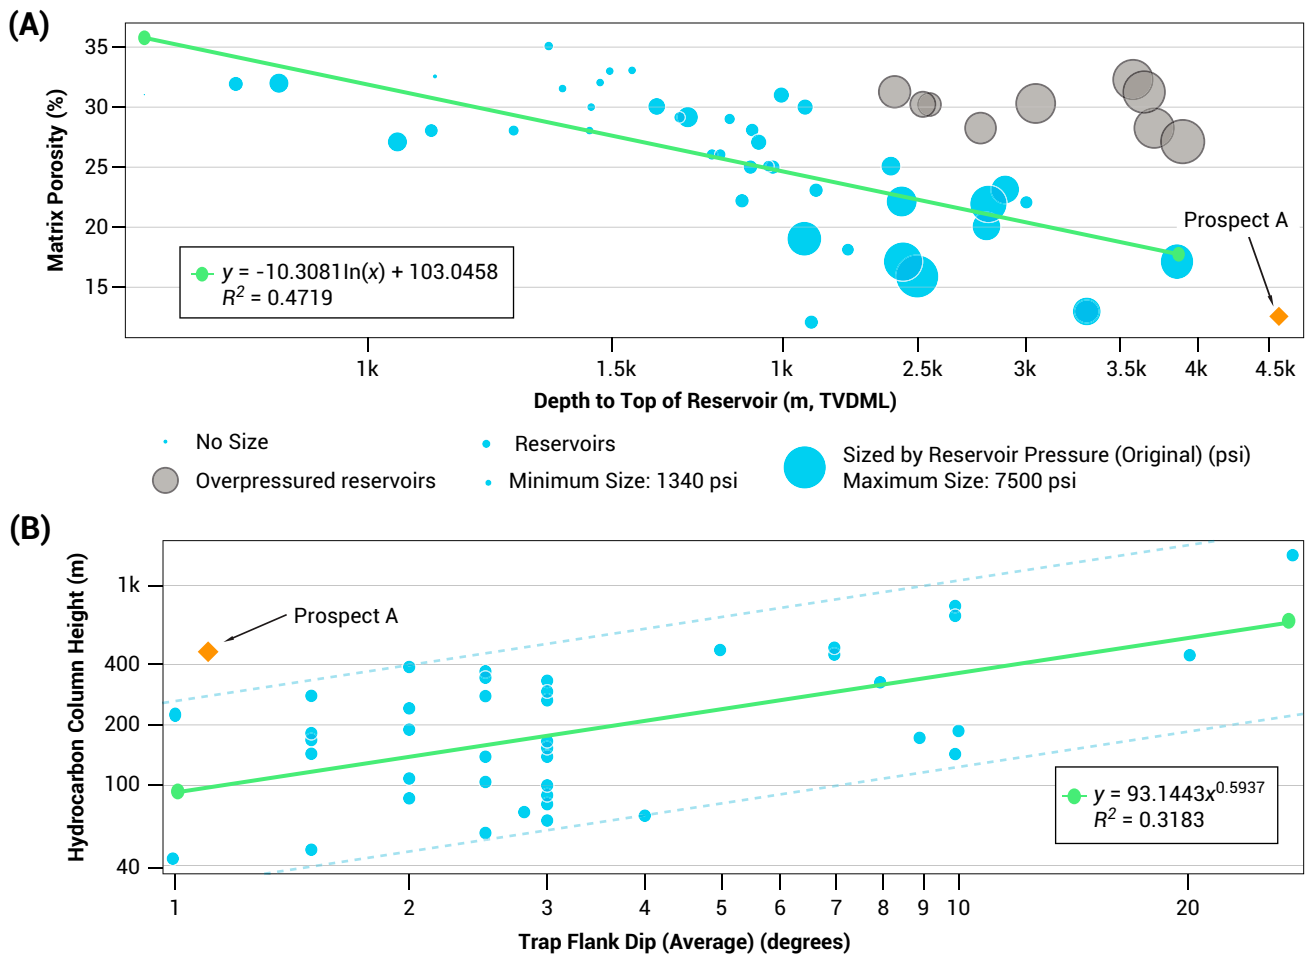 (A)
35
30
25
20
15
Matrix Porosity (%)
y = -10.3081ln(x) + 103.0458
R² = 0.4719
Prospect A
1k
1.5k
1k
2.5k
3k
3.5k
4k
4.5k
Depth to Top of Reservoir (m, TVDML)
No Size
Reservoirs
Overpressured reservoirs
Minimum Size: 1340 psi
Sized by Reservoir Pressure (Original) (psi)
Maximum Size: 7500 psi
(B)
1k
400
200
100
40
Hydrocarbon Column Height (m)
Prospect A
y = 93.1443x^0.5937
R² = 0.3183
1
2
3
4
5
6
7
8
9
10
20
Trap Flank Dip (Average) (degrees)